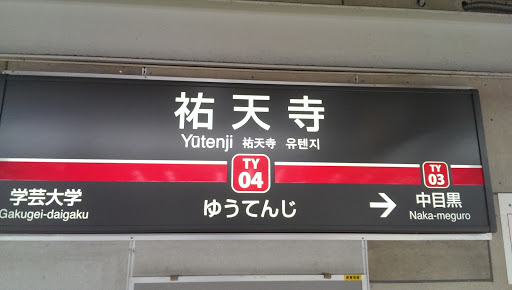 祐天寺
Yūtenji 祐天寺 유텐지
TY
04
TY
03
学芸大学
Gakugei-daigaku
ゆうてんじ
→ 中目黒
Naka-meguro